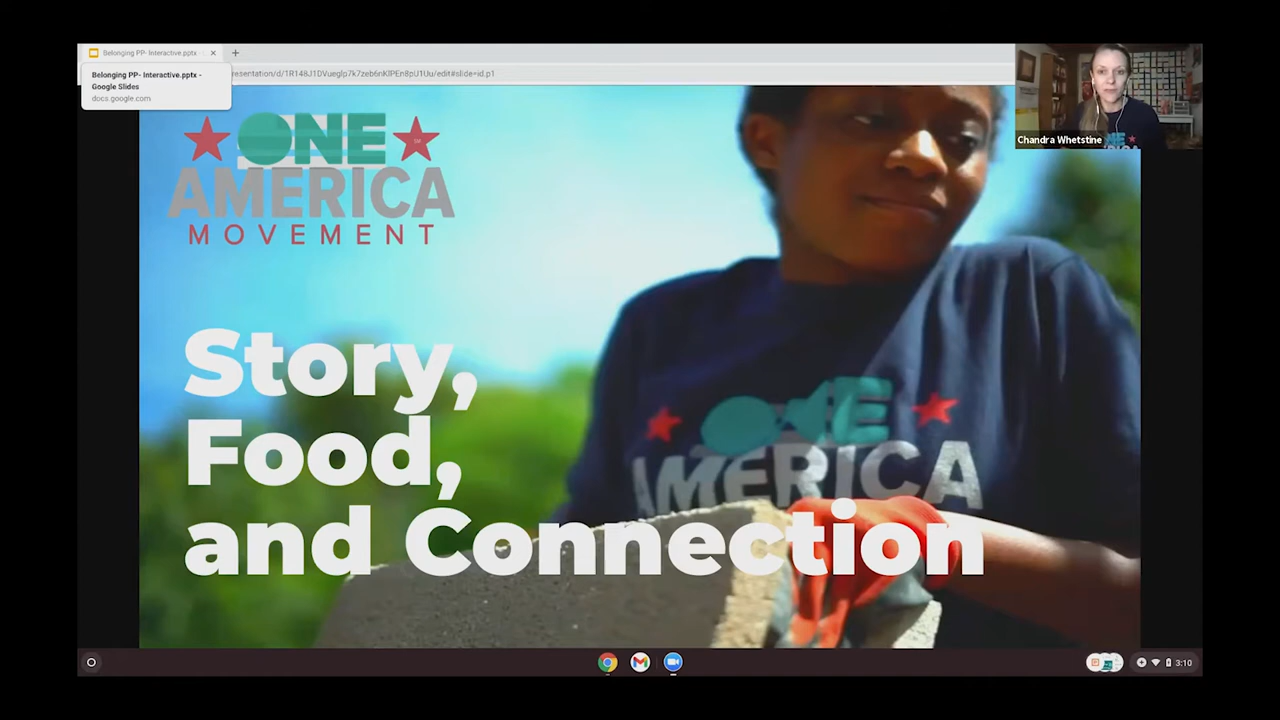 Belonging PP- Interactive.pptx -
Belonging PP- Interactive.pptx -
Google Slides
docs.google.com
Chandra Whetstine
ONE
AMERICA
MOVEMENT
Story,
Food,
and Connection
ONE
AMERICA
3:10